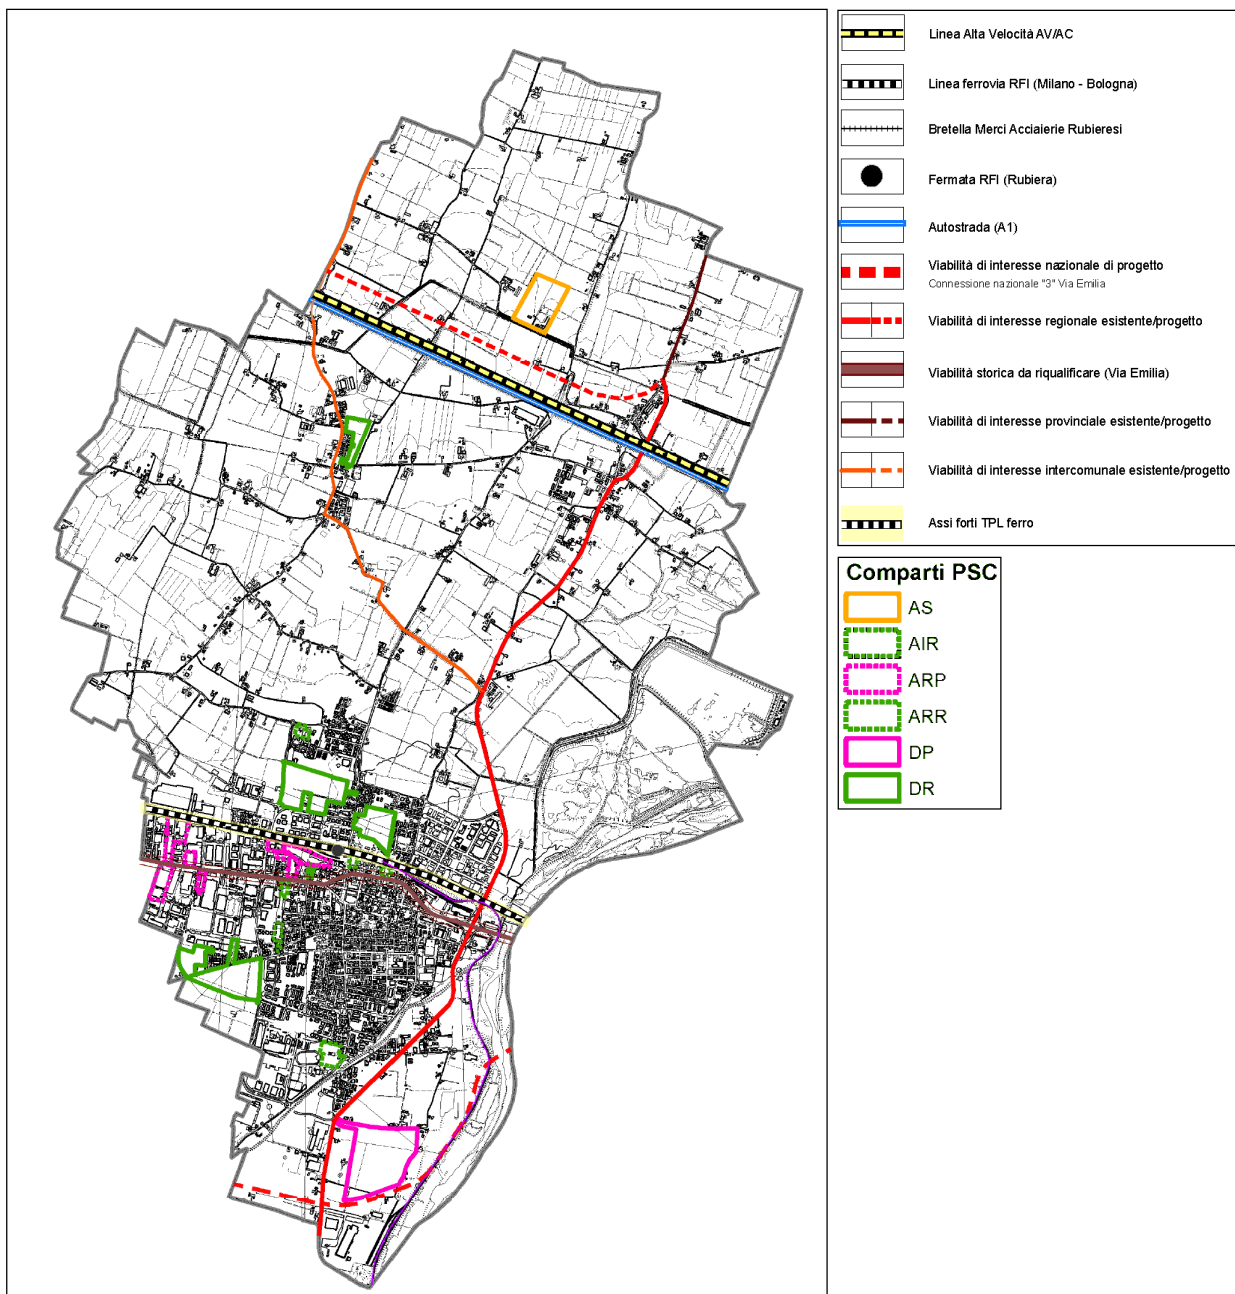 Linea Alta Velocità AV/AC
Linea ferrovia RFI (Milano - Bologna)
Bretella Merci Acciaierie Rubieresi
Fermata RFI (Rubiera)
Autostrada (A1)
Viabilità di interesse nazionale di progetto
Connessione nazionale "3" Via Emilia
Viabilità di interesse regionale esistente/progetto
Viabilità storica da riqualificare (Via Emilia)
Viabilità di interesse provinciale esistente/progetto
Viabilità di interesse intercomunale esistente/progetto
Assi forti TPL ferro
Comparti PSC
AS
AIR
ARP
ARR
DP
DR